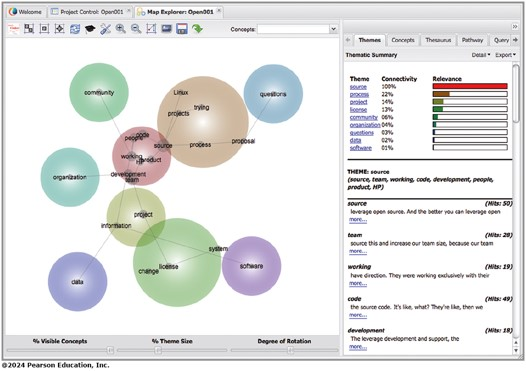 Welcome
Project Control: Open001
Map Explorer: Open001
Concepts:
community
Linux
trying
projects
questions
code
people
source
process
proposal
working
HP
product
organization
development
team
project
information
system
license
change
software
data
% Visible Concepts
% Theme Size
Degree of Rotation
Themes
Concepts
Thesaurus
Pathway
Query
Thematic Summary
Detail
Export
Theme Connectivity Relevance
source 100%
process 22%
project 14%
license 13%
community 06%
organization 04%
questions 03%
data 02%
software 01%
THEME: source
(source, team, working, code, development, people,
product, HP)
source (Hits: 50)
leverage open source. And the better you can leverage open
more...
team (Hits: 28)
source this and increase our team size, because our team
more...
working (Hits: 19)
have direction. They were working exclusively with their
more...
code (Hits: 49)
the source code. It's like, what? They're like, then we
more...
development (Hits: 18)
The leverage development and support, the
more...
©2024 Pearson Education, Inc.